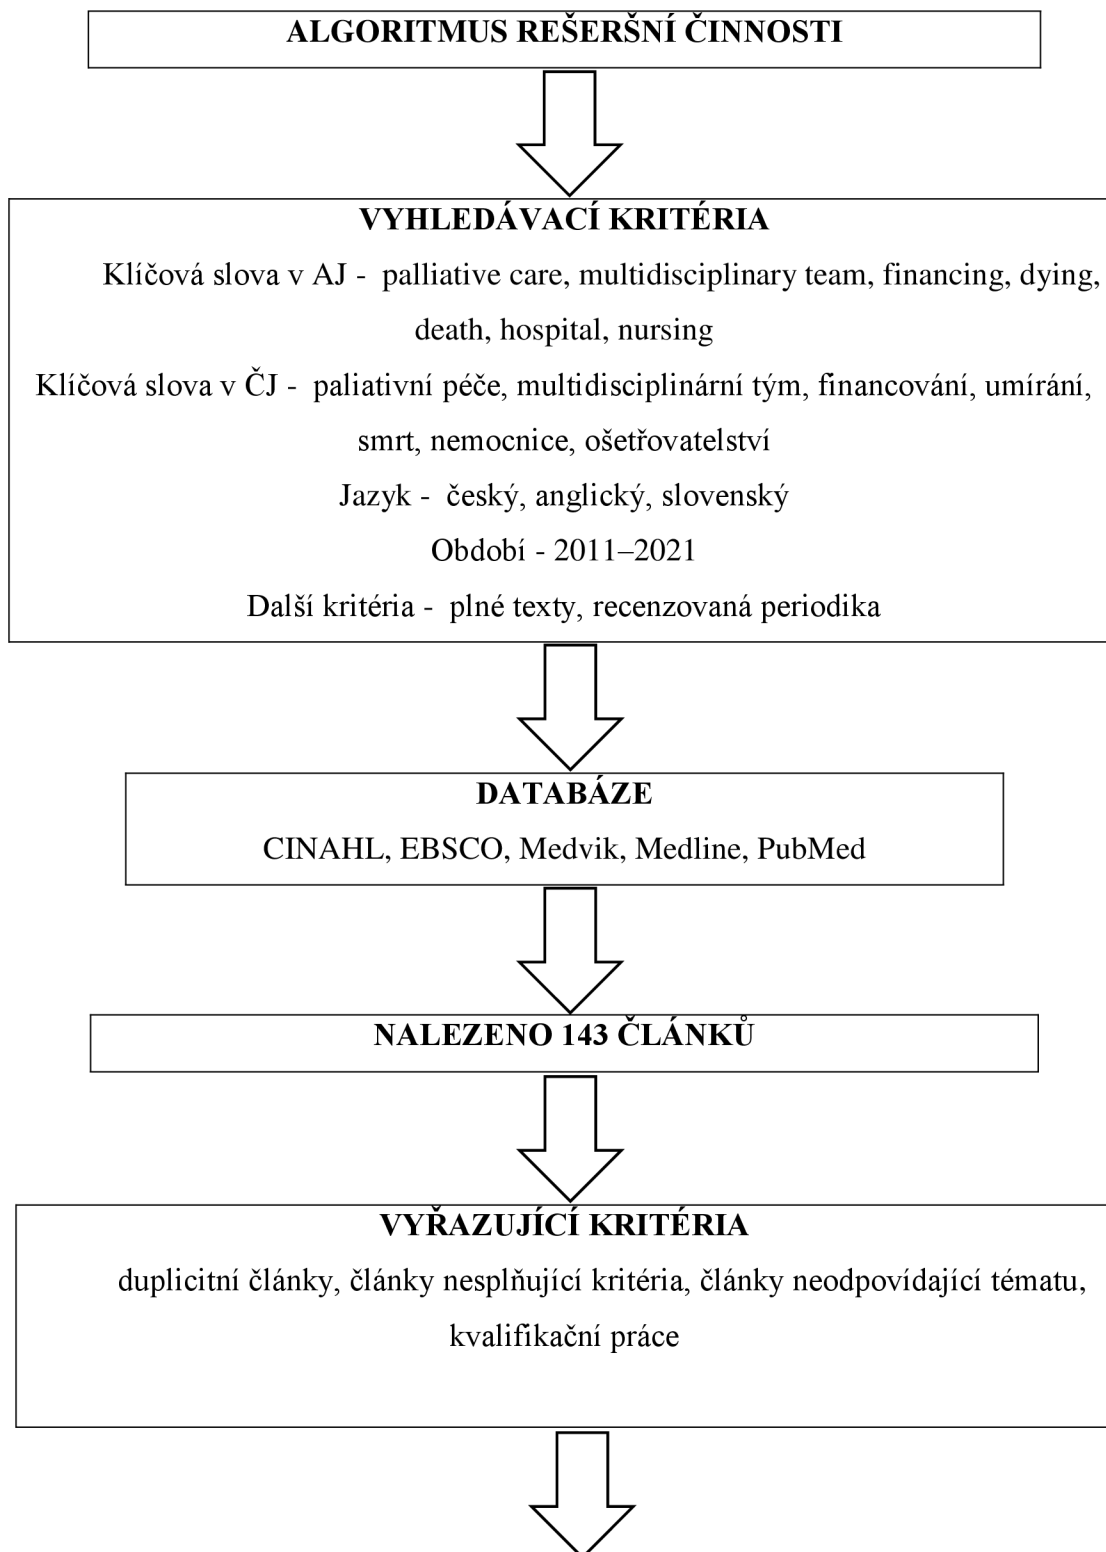 ALGORITMUS REŠERŠNÍ ČINNOSTI
VYHLEDÁVACÍ KRITÉRIA
Klíčová slova v AJ - palliative care, multidisciplinary team, financing, dying,
death, hospital, nursing
Klíčová slova v ČJ - paliativní péče, multidisciplinární tým, financování, umírání,
smrt, nemocnice, ošetřovatelství
Jazyk - český, anglický, slovenský
Období - 2011–2021
Další kritéria - plné texty, recenzovaná periodika
DATABÁZE
CINAHL, EBSCO, Medvik, Medline, PubMed
NALEZENO 143 ČLÁNKŮ
VYŘAZUJÍCÍ KRITÉRIA
duplicitní články, články nesplňující kritéria, články neodpovídající tématu,
kvalifikační práce